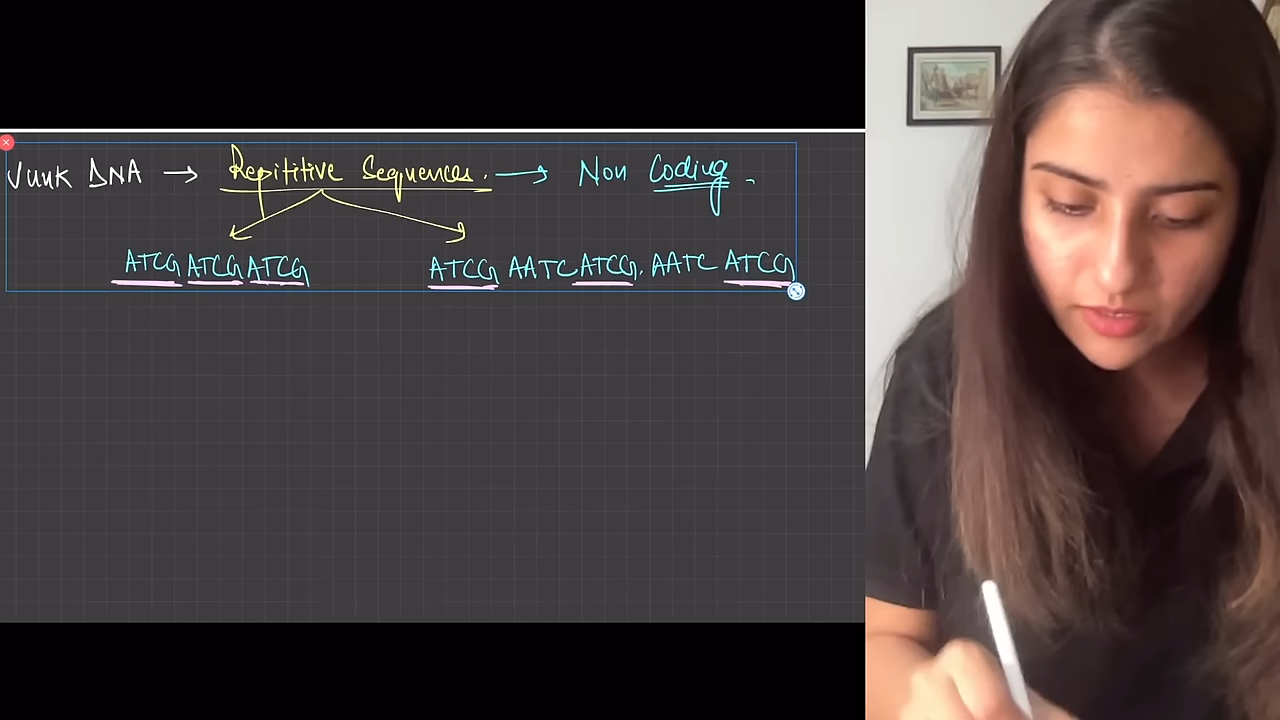 Junk DNA → Repititive Sequences. → Non Coding.
ATCG ATCG ATCG ATCG AATC ATCG. AATC ATCG